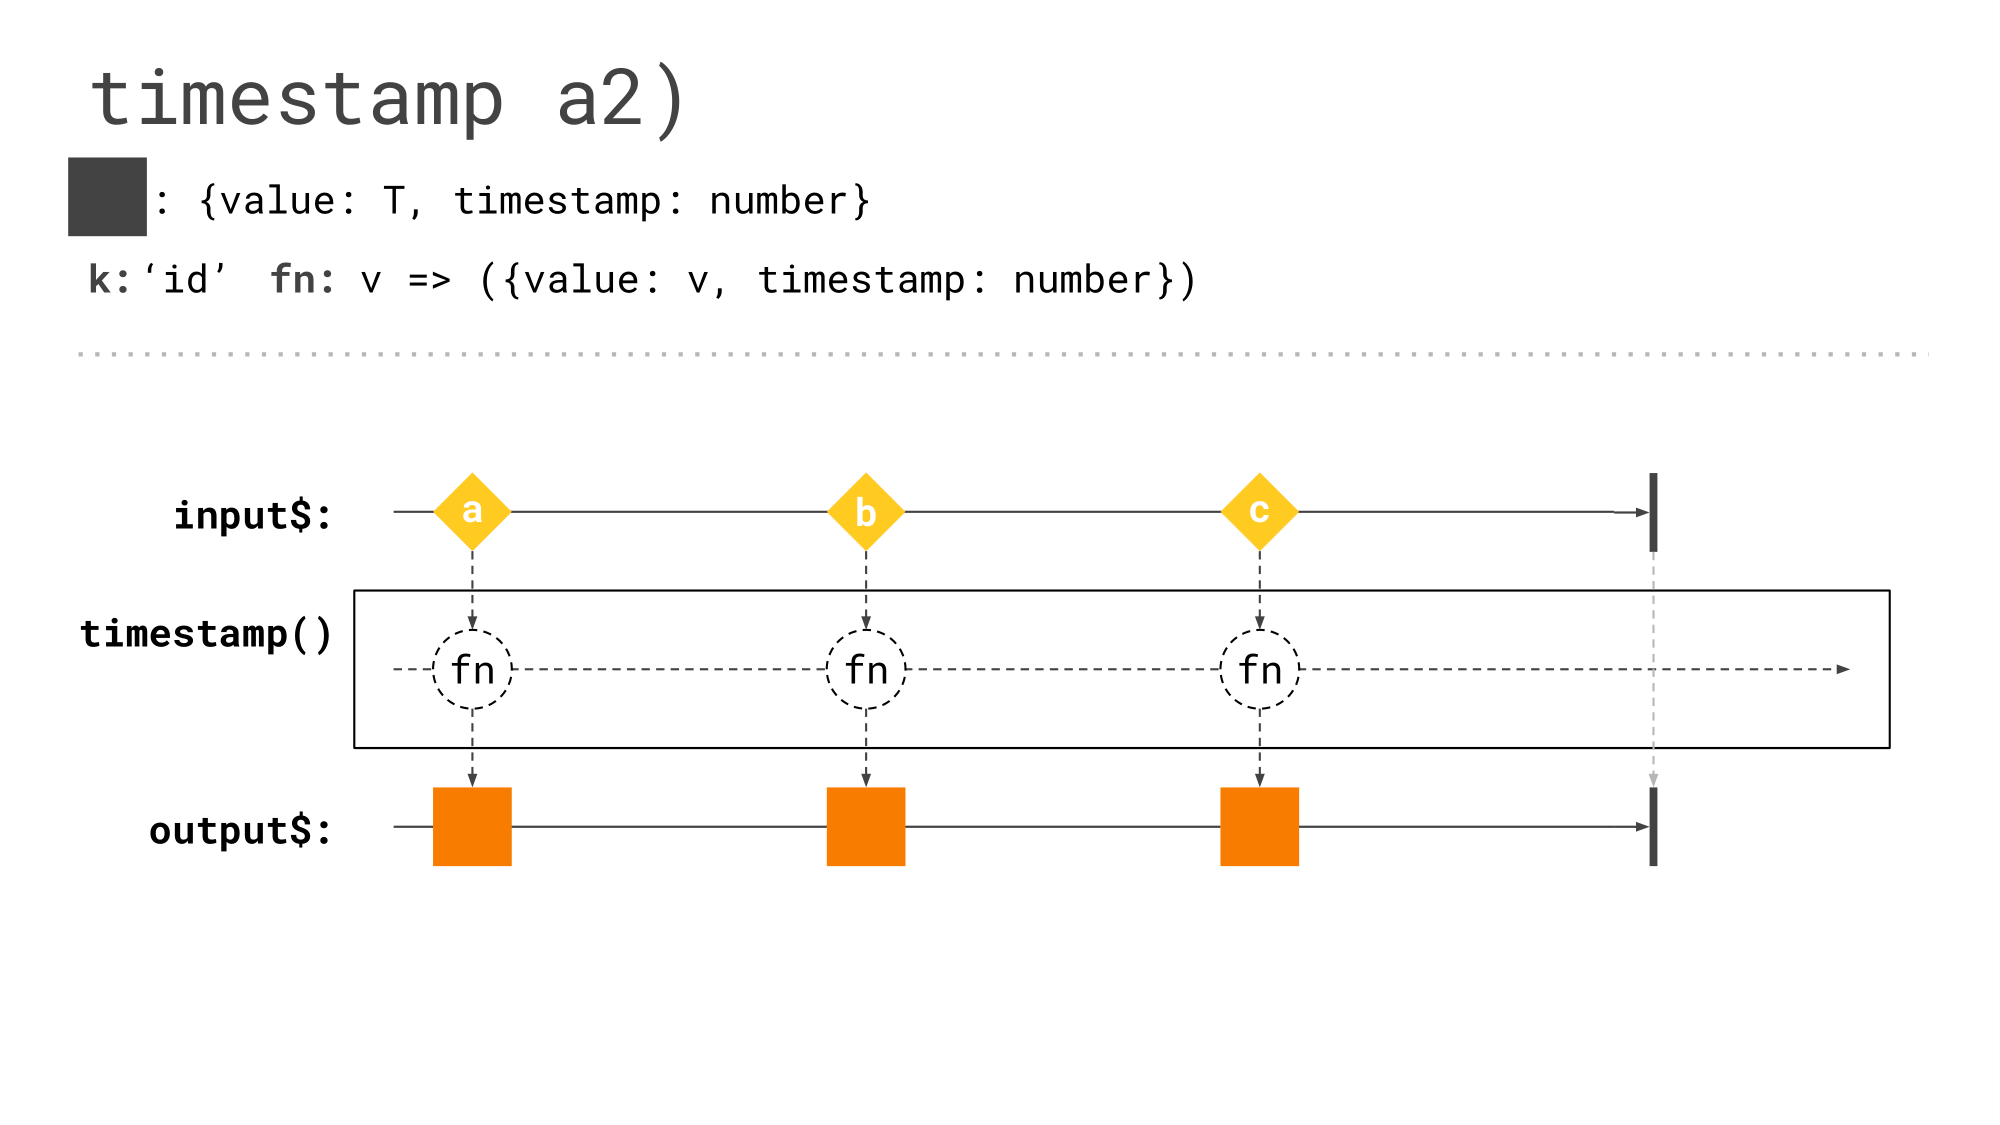 timestamp a2)
: {value: T, timestamp: number}
k: ‘id’ fn: v => ({value: v, timestamp: number})
input$:
a b c
timestamp()
fn fn fn
output$: